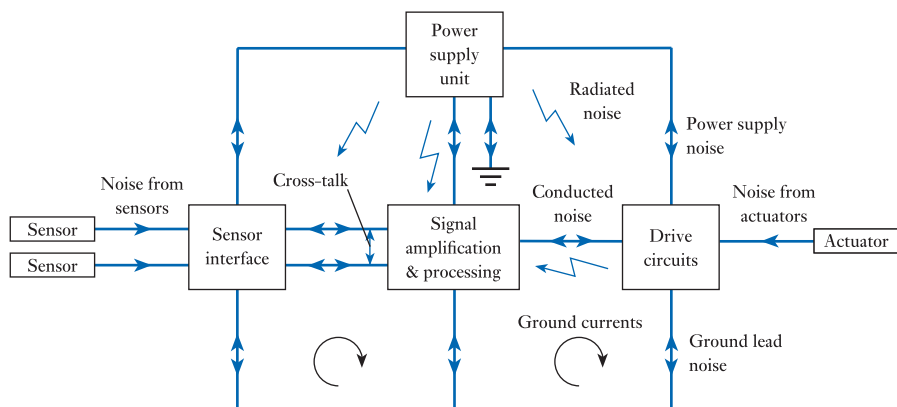 Power
supply
unit
Radiated
noise
Power supply
noise
Cross-talk
Noise from
sensors
Conducted
noise
Noise from
actuators
Sensor
Sensor
Sensor
interface
Signal
amplification
& processing
Drive
circuits
Actuator
Ground currents
Ground lead
noise